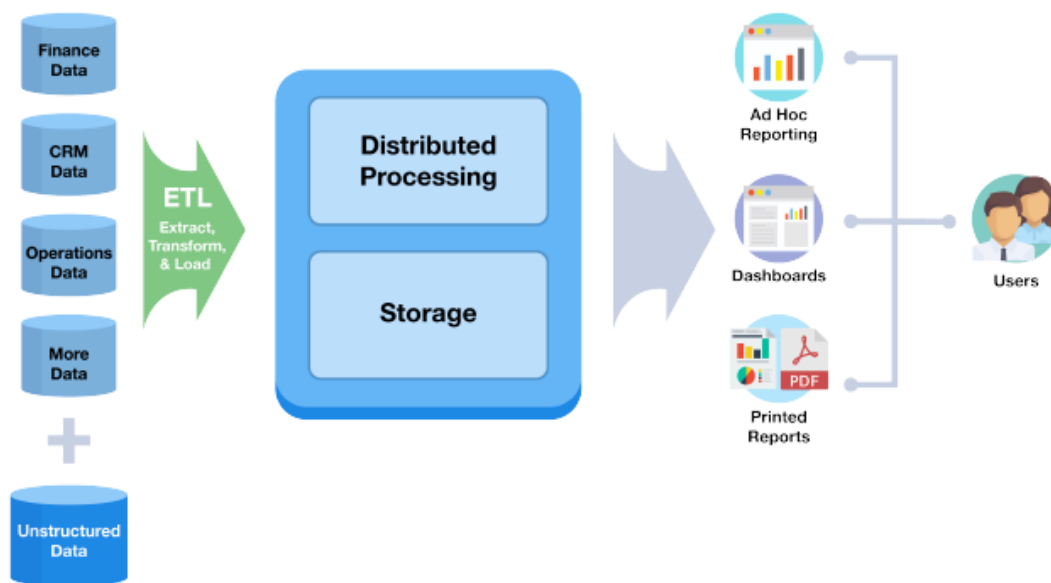 Finance
Data
CRM
Data
Operations
Data
More
Data
Unstructured
Data
ETL
Extract,
Transform,
& Load
Distributed
Processing
Storage
Ad Hoc
Reporting
Dashboards
PDF
Printed
Reports
Users